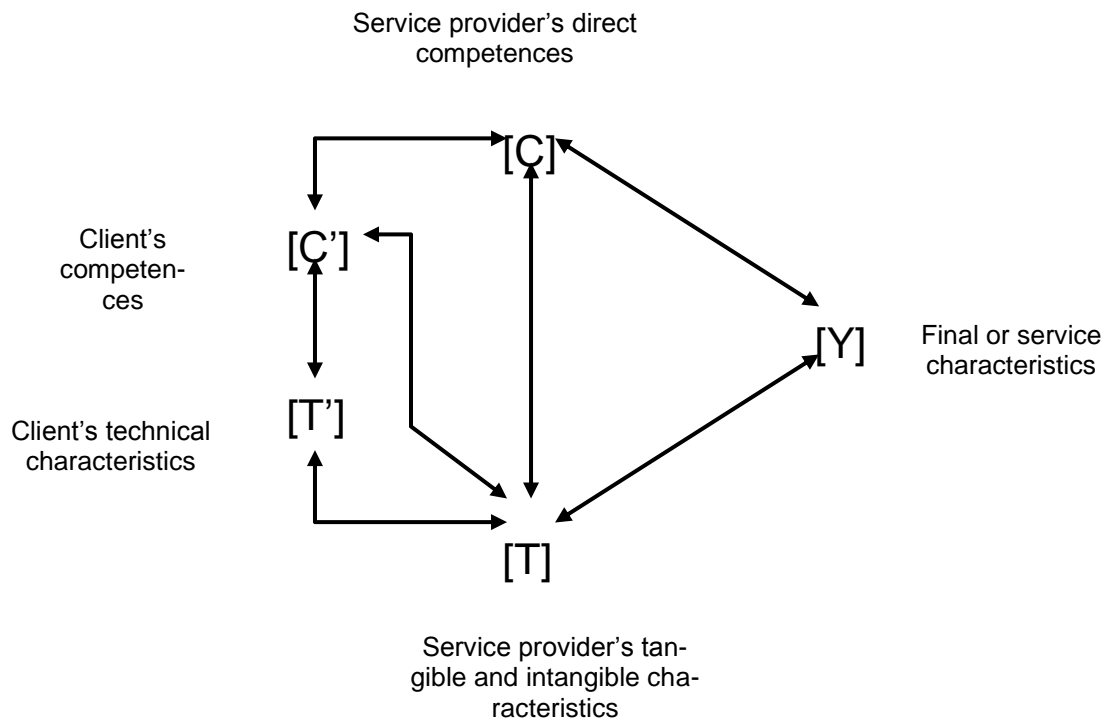 Service provider’s direct
competences
[C]
Client’s
competen-
ces
[C’]
[Y]
Final or service
characteristics
Client’s technical
characteristics
[T’]
[T]
Service provider’s tan-
gible and intangible cha-
racteristics